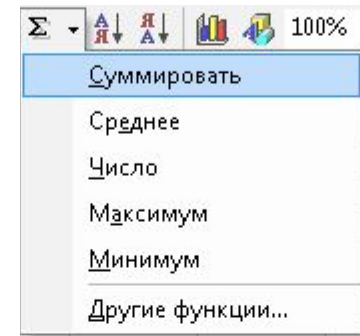 Σ А Я Я А 100%
Суммировать
Среднее
Число
Максимум
Минимум
Другие функции...